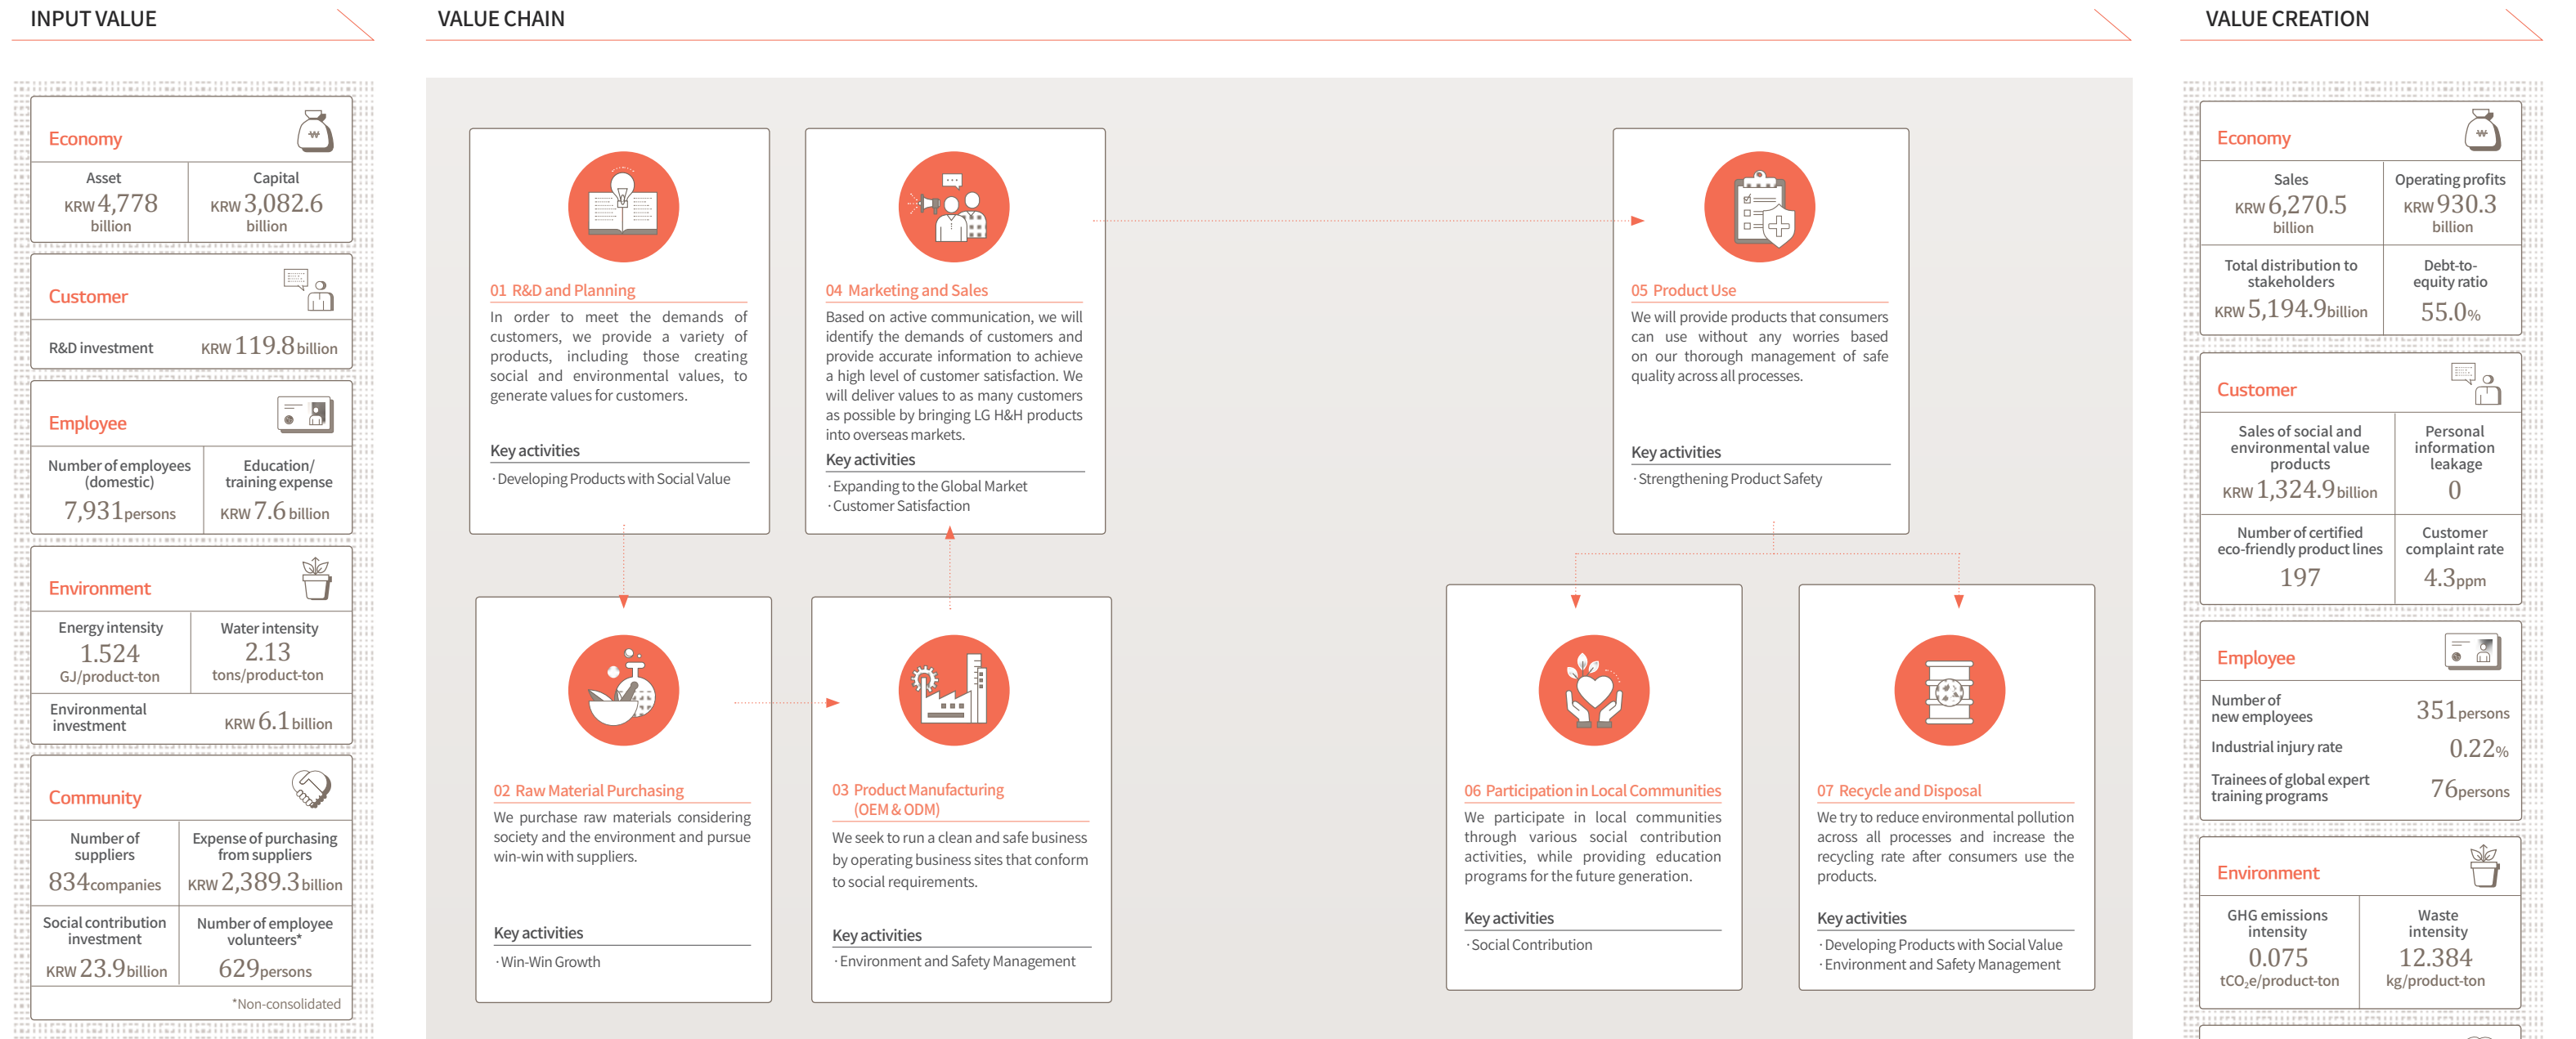 INPUT VALUE
Economy
Asset
KRW 4,778
billion
Capital
KRW 3,082.6
billion
Customer
R&D investment
KRW 119.8 billion
Employee
Number of employees
(domestic)
7,931persons
Education/
training expense
KRW 7.6 billion
Environment
Energy intensity
1.524
GJ/product-ton
Water intensity
2.13
tons/product-ton
Environmental
investment
KRW 6.1 billion
Community
Number of
suppliers
834companies
Expense of purchasing
from suppliers
KRW 2,389.3 billion
Social contribution
investment
KRW 23.9billion
Number of employee
volunteers*
629persons
*Non-consolidated
VALUE CHAIN
01 R&D and Planning
In order to meet the demands of
customers, we provide a variety of
products, including those creating
social and environmental values, to
generate values for customers.
Key activities
· Developing Products with Social Value
02 Raw Material Purchasing
We purchase raw materials considering
society and the environment and pursue
win-win with suppliers.
Key activities
· Win-Win Growth
03 Product Manufacturing
(OEM & ODM)
We seek to run a clean and safe business
by operating business sites that conform
to social requirements.
Key activities
· Environment and Safety Management
04 Marketing and Sales
Based on active communication, we will
identify the demands of customers and
provide accurate information to achieve
a high level of customer satisfaction. We
will deliver values to as many customers
as possible by bringing LG H&H products
into overseas markets.
Key activities
· Expanding to the Global Market
· Customer Satisfaction
05 Product Use
We will provide products that consumers
can use without any worries based
on our thorough management of safe
quality across all processes.
Key activities
· Strengthening Product Safety
06 Participation in Local Communities
We participate in local communities
through various social contribution
activities, while providing education
programs for the future generation.
Key activities
· Social Contribution
07 Recycle and Disposal
We try to reduce environmental pollution
across all processes and increase the
recycling rate after consumers use the
products.
Key activities
· Developing Products with Social Value
· Environment and Safety Management
VALUE CREATION
Economy
Sales
KRW 6,270.5
billion
Operating profits
KRW 930.3
billion
Total distribution to
stakeholders
KRW 5,194.9billion
Debt-to-
equity ratio
55.0%
Customer
Sales of social and
environmental value
products
KRW 1,324.9 billion
Personal
information
leakage
0
Number of certified
eco-friendly product lines
197
Customer
complaint rate
4.3ppm
Employee
Number of
new employees
351persons
Industrial injury rate
0.22%
Trainees of global expert
training programs
76persons
Environment
GHG emissions
intensity
0.075
tCO₂e/product-ton
Waste
intensity
12.384
kg/product-ton